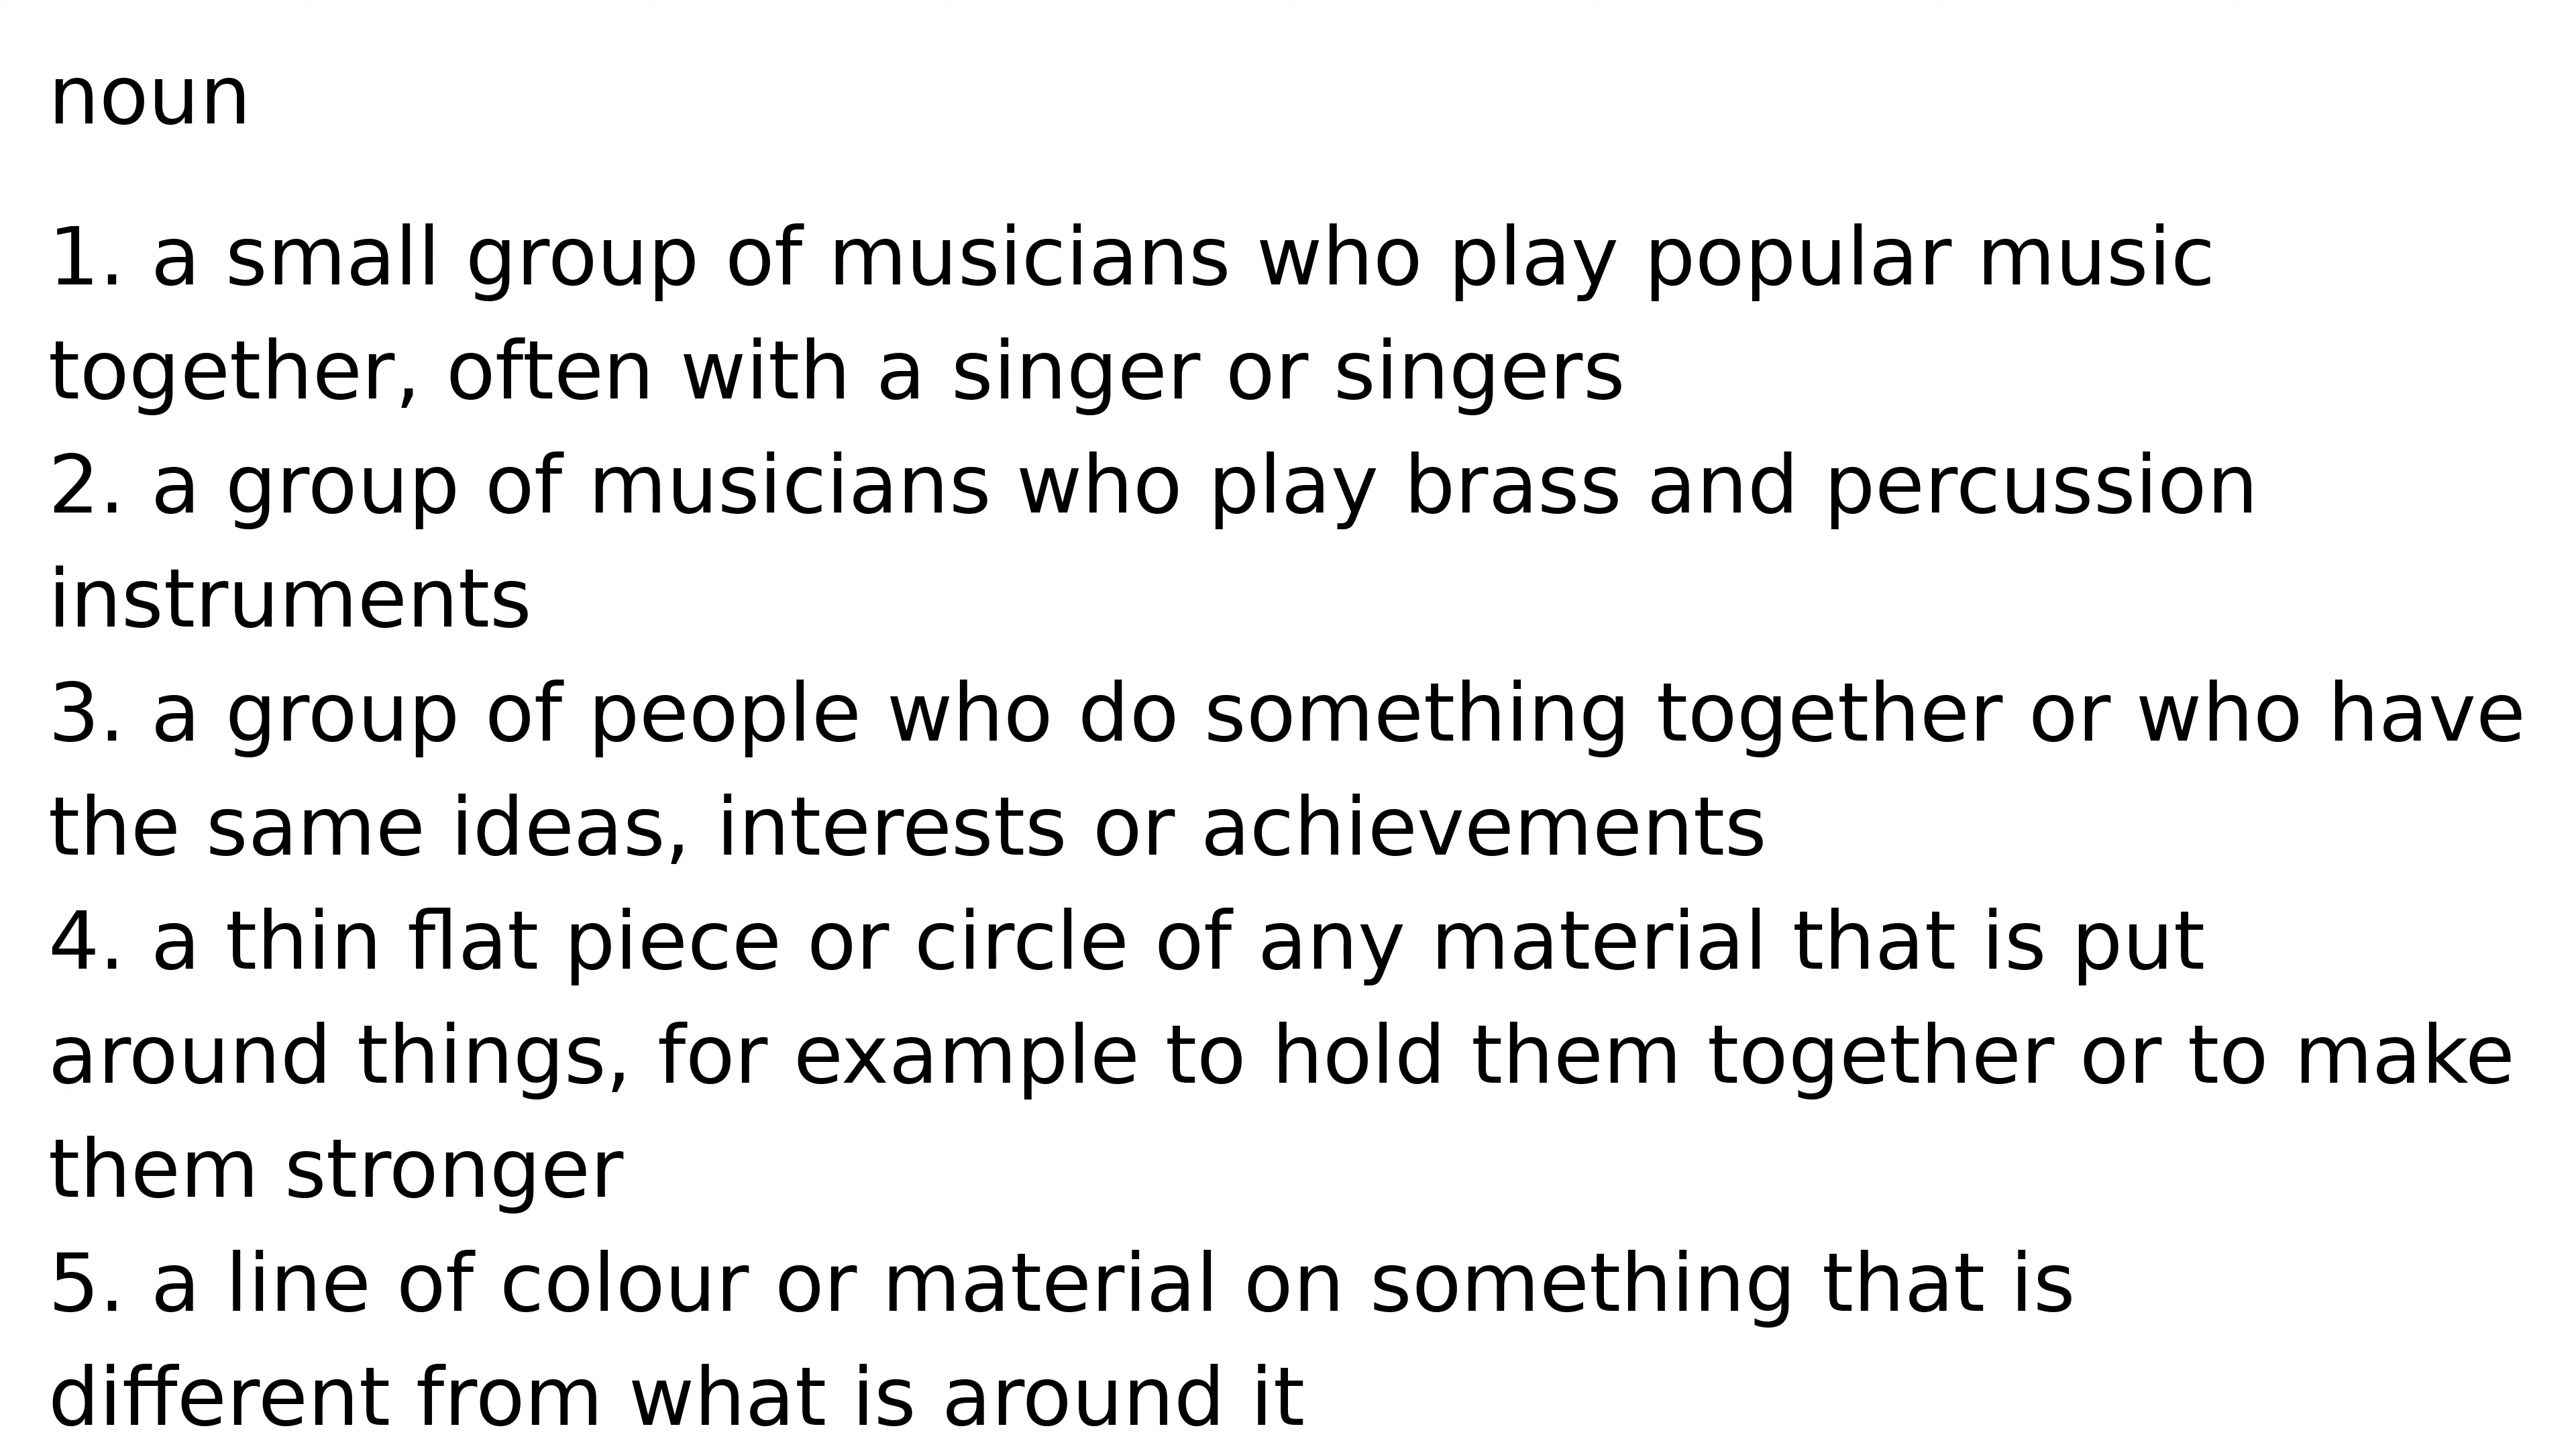 noun
1. a small group of musicians who play popular music
together, often with a singer or singers
2. a group of musicians who play brass and percussion
instruments
3. a group of people who do something together or who have
the same ideas, interests or achievements
4. a thin flat piece or circle of any material that is put
around things, for example to hold them together or to make
them stronger
5. a line of colour or material on something that is
different from what is around it